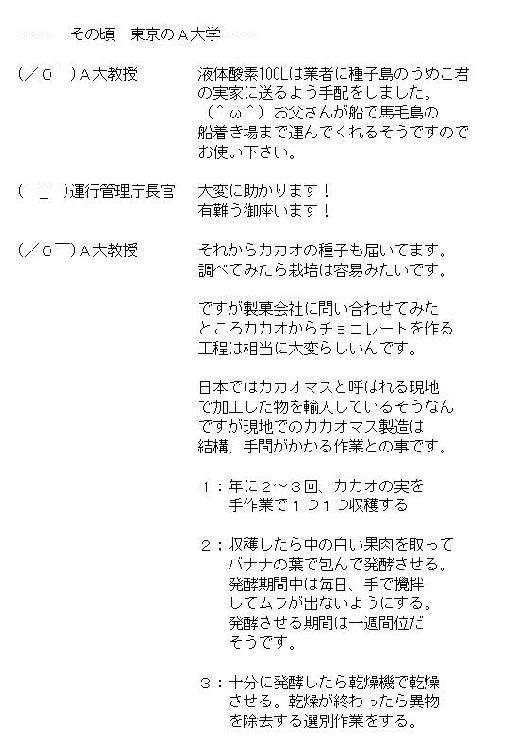 その頃　東京のＡ大学
Ａ大教授　液体酸素100Lは業者に種子島のうめこ君
の実家に送るよう手配をしました。
（＾ω＾）お父さんが船で馬毛島の
船着き場まで運んでくれるそうですので
お使い下さい。
運行管理庁長官　大変に助かります！
有難う御座います！
Ａ大教授　それからカカオの種子も届いてます。
調べてみたら栽培は容易みたいです。
ですが製菓会社に問い合わせてみた
ところカカオからチョコレートを作る
工程は相当に大変らしいんです。
日本ではカカオマスと呼ばれる現地
で加工した物を輸入しているそうなん
ですが現地でのカカオマス製造は
結構、手間がかかる作業との事です。
１：年に２～３回、カカオの実を
手作業で１つ１つ収穫する
２：収穫したら中の白い果肉を取って
バナナの葉で包んで発酵させる。
発酵期間中は毎日、手で攪拌
してムラが出ないようにする。
発酵させる期間は一週間位だ
そうです。
３：十分に発酵したら乾燥機で乾燥
させる。乾燥が終わったら異物
を除去する選別作業をする。